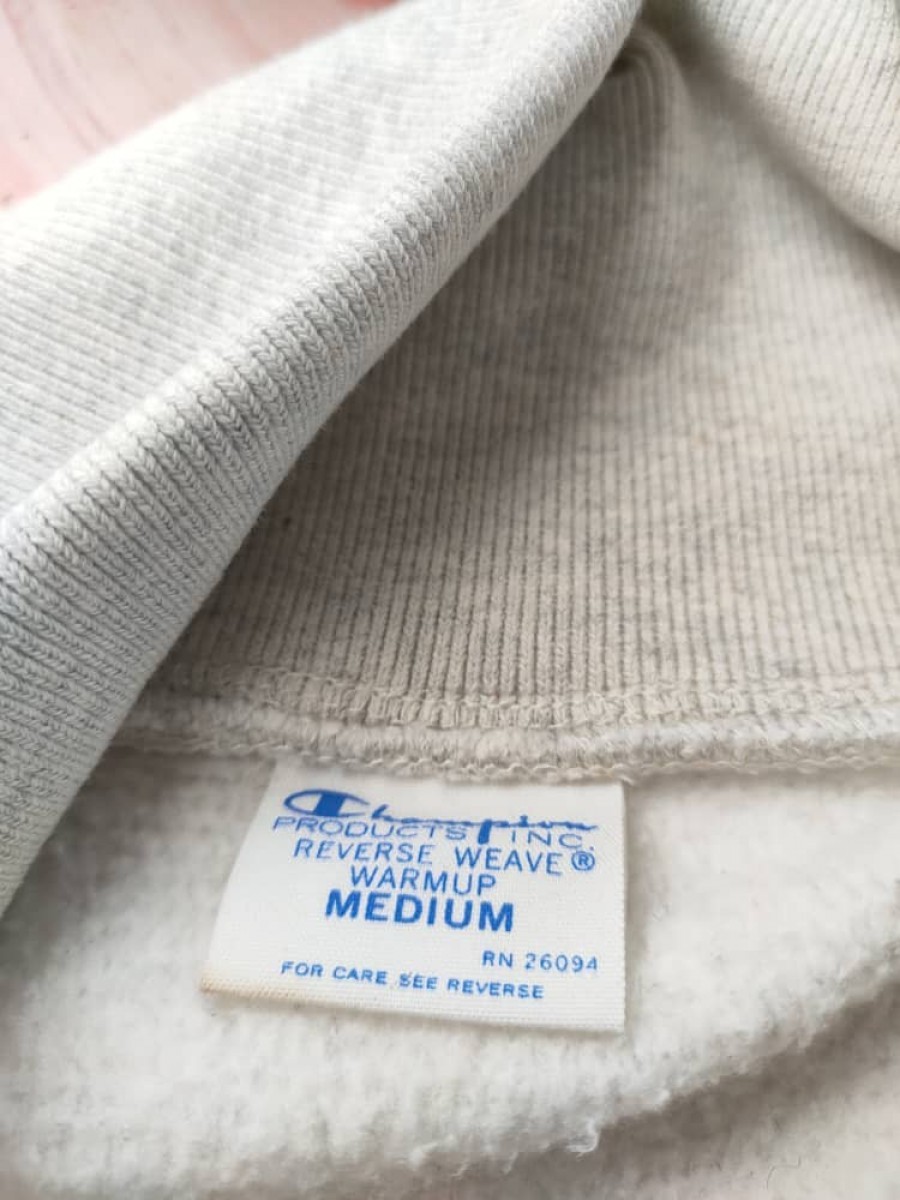 Champion
PRODUCTS INC.
REVERSE WEAVE®
WARMUP
MEDIUM
RN 26094
FOR CARE SEE REVERSE